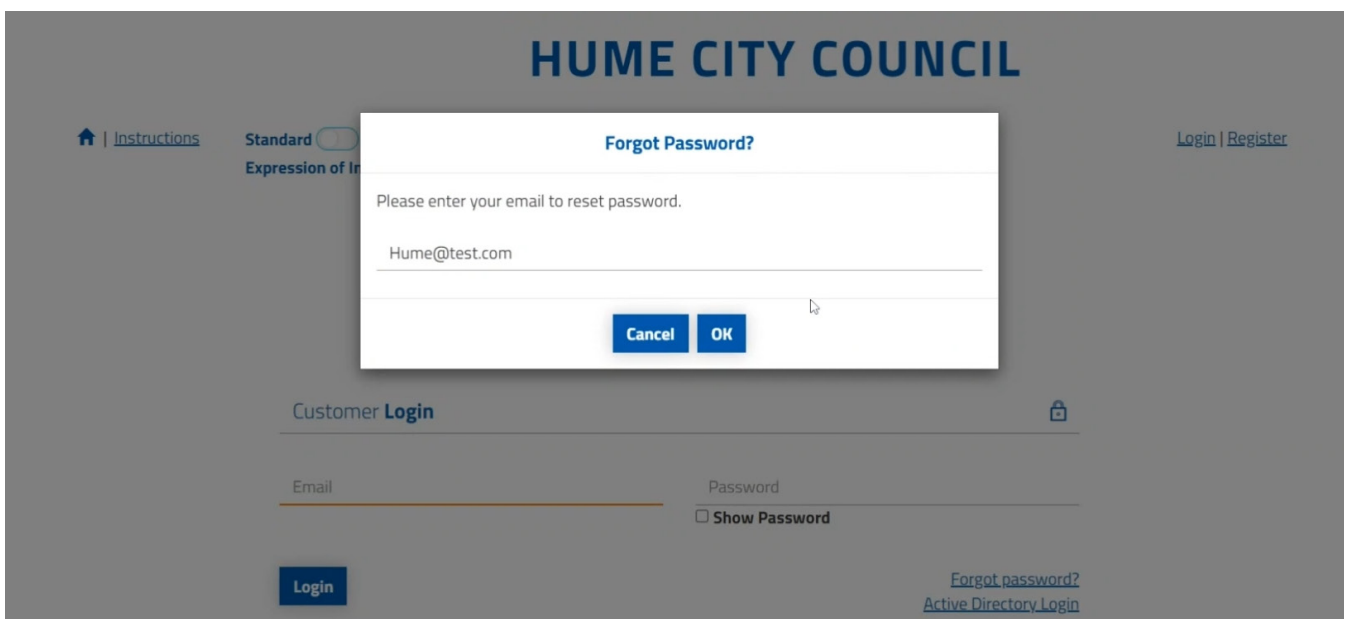 HUME CITY COUNCIL
| Instructions
Standard
Expression of
Login | Register
Forgot Password?
Please enter your email to reset password.
Hume@test.com
Cancel
OK
Customer Login
Email
Password
Show Password
Login
Forgot password?
Active Directory Login